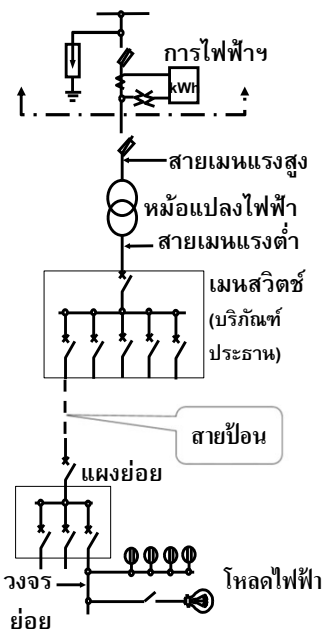 การไฟฟ้าฯ
kWh
สายเมนแรงสูง
หม้อแปลงไฟฟ้า
สายเมนแรงต่ำ
เมนสวิตช์
(บริภัณฑ์
ประธาน)
สายป้อน
แผงย่อย
วงจร
ย่อย
โหลดไฟฟ้า